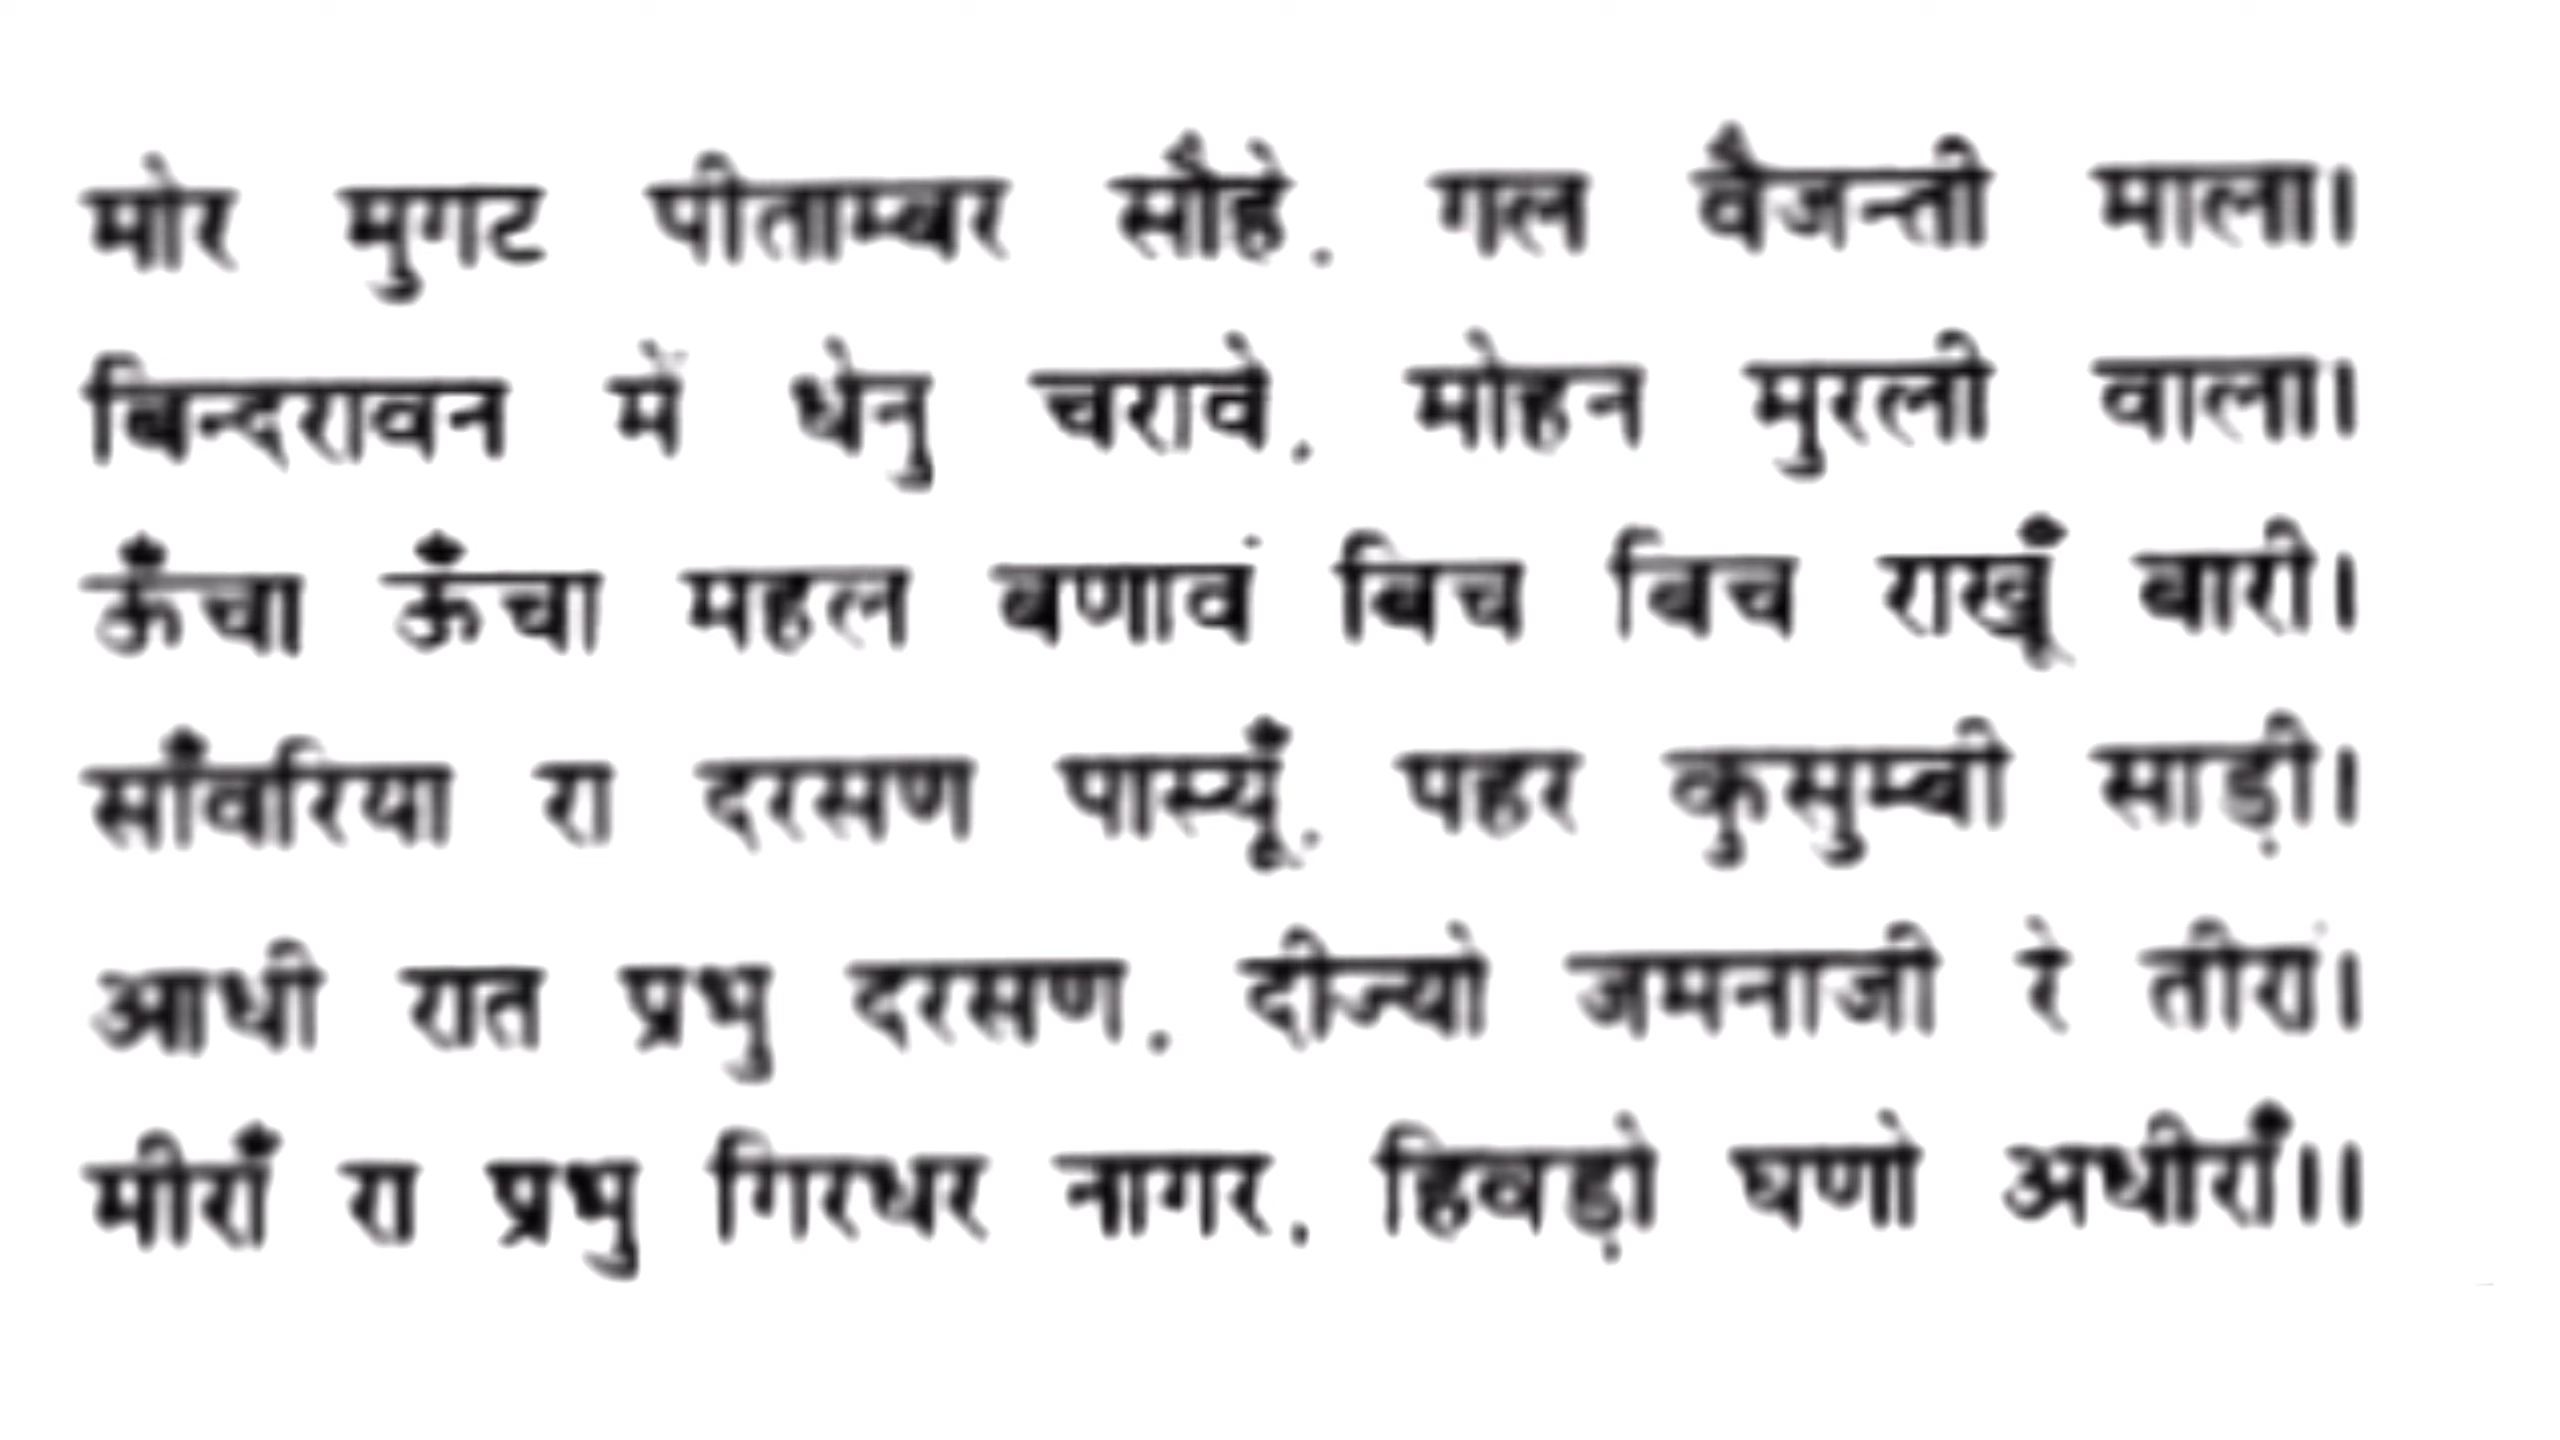 मोर मुगट पीताम्बर सौहे, गल वैजन्ती माला।
बिन्दरावन में धेनु चरावे, मोहन मुरली वाला।
ऊँचा ऊँचा महल बणावं बिच बिच राखूँ बारी।
साँवरिया रा दरसण पास्यूँ, पहर कुसुम्बी साड़ी।
आधी रात प्रभु दरसण, दीज्यो जमनाजी रे तीरां।
मीराँ रा प्रभु गिरधर नागर, हिवड़ो घणो अधीराँ।।